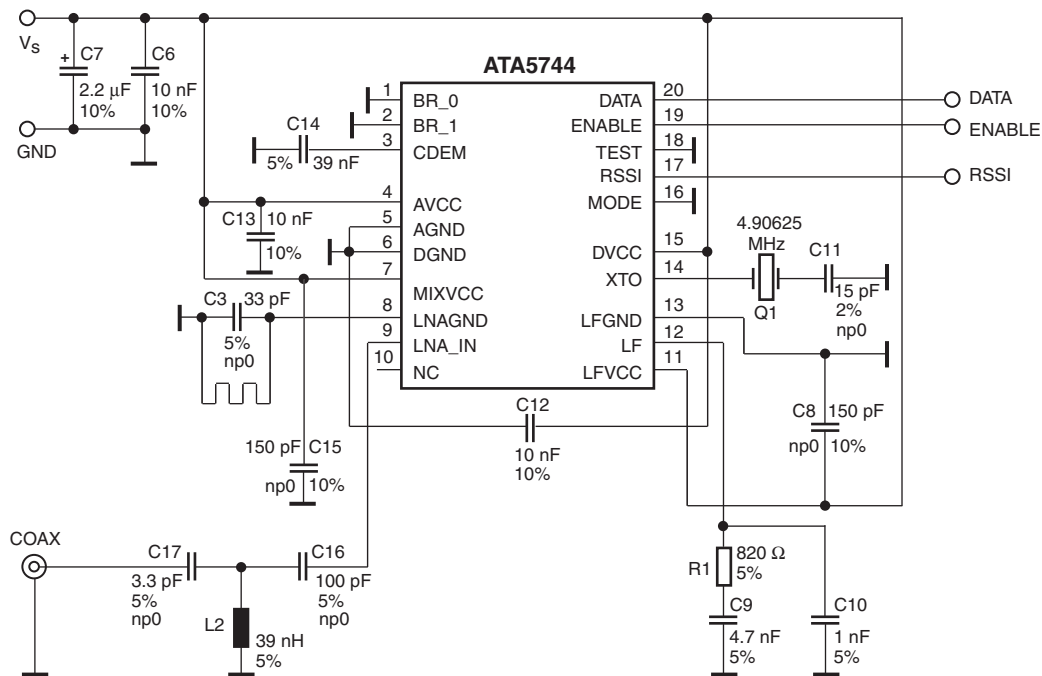 V_S
GND
+ C7
2.2 µF
10%
C6
10 nF
10%
ATA5744
1 BR_0
2 BR_1
3 CDEM
4 AVCC
5 AGND
6 DGND
7 MIXVCC
8 LNAGND
9 LNA_IN
10 NC
20 DATA
19 ENABLE
18 TEST
17 RSSI
16 MODE
15 DVCC
14 XTO
13 LFGND
12 LF
11 LFVCC
DATA
ENABLE
RSSI
C14
5% 39 nF
C13 10 nF
10%
C3 33 pF
5%
np0
4.90625
MHz
Q1
C11
15 pF
2%
np0
C12
10 nF
10%
C8 150 pF
np0 10%
150 pF C15
np0 10%
COAX
C17
3.3 pF
5%
np0
C16
100 pF
5%
np0
L2
39 nH
5%
R1 820 Ω
5%
C9
4.7 nF
5%
C10
1 nF
5%